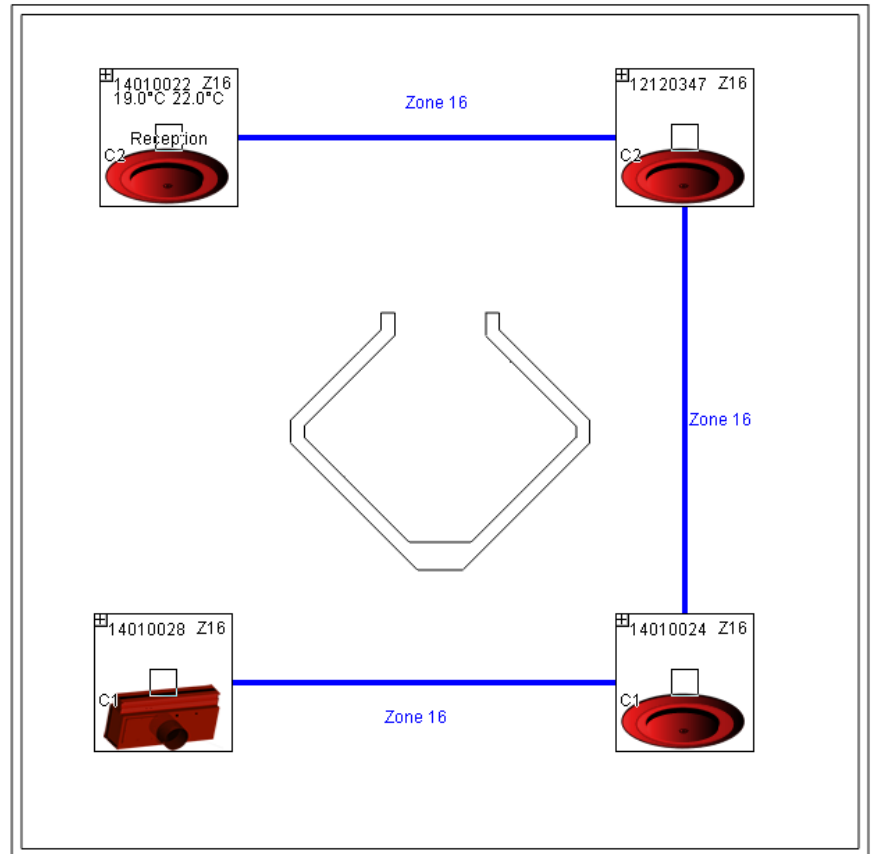 14010022 Z16
19.0°C 22.0°C
Reception
C2
Zone 16
12120347 Z16
C2
Zone 16
14010028 Z16
C1
Zone 16
14010024 Z16
C1